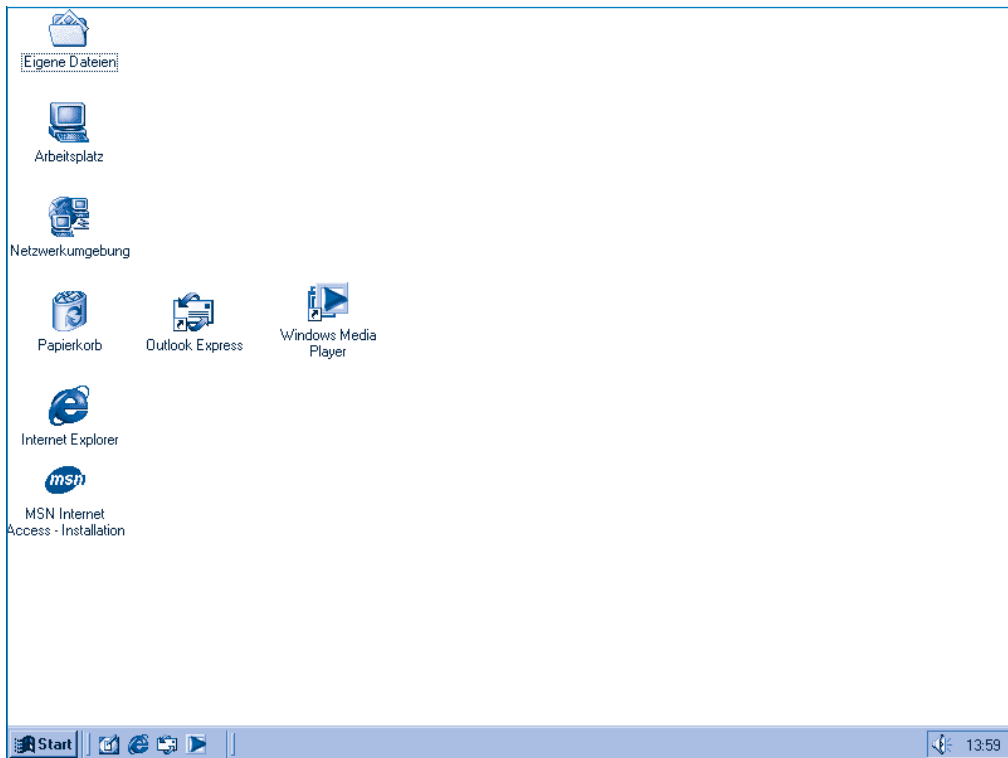 Eigene Dateien
Arbeitsplatz
Netzwerkumgebung
Papierkorb
Outlook Express
Windows Media
Player
Internet Explorer
msn
MSN Internet
Access - Installation
Start
13:59